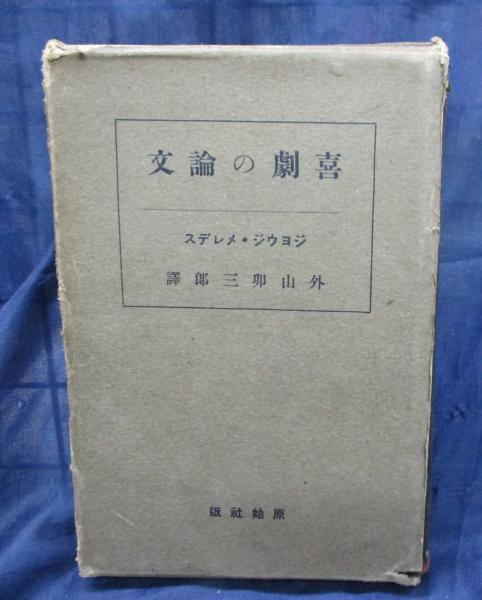 喜劇の論文
ジヨウジ・メレデス
外山卯三郎譯
原始社版